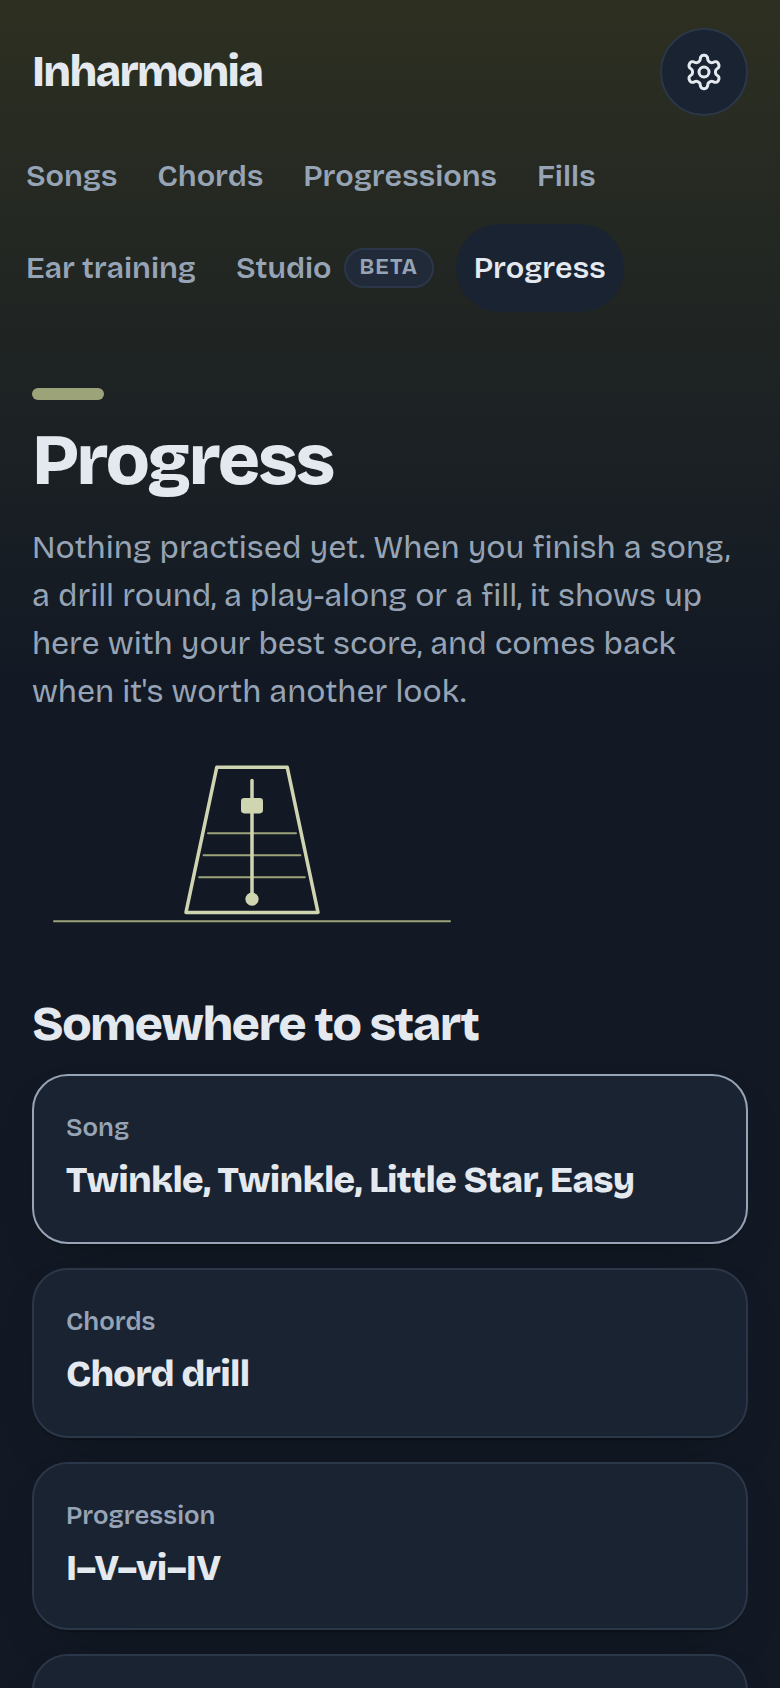 Inharmonia
Songs Chords Progressions Fills
Ear training Studio BETA Progress
Progress
Nothing practised yet. When you finish a song,
a drill round, a play-along or a fill, it shows up
here with your best score, and comes back
when it's worth another look.
Somewhere to start
Song
Twinkle, Twinkle, Little Star, Easy
Chords
Chord drill
Progression
I–V–vi–IV